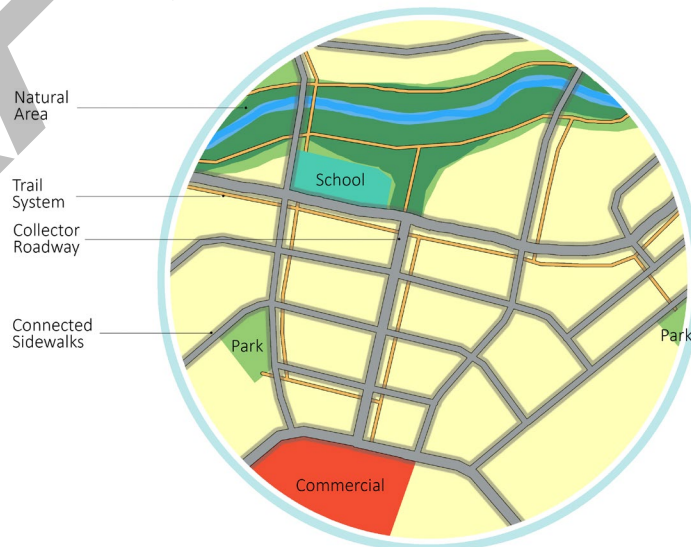 Natural
Area
School
Trail
System
Collector
Roadway
Connected
Sidewalks
Park
Park
Commercial